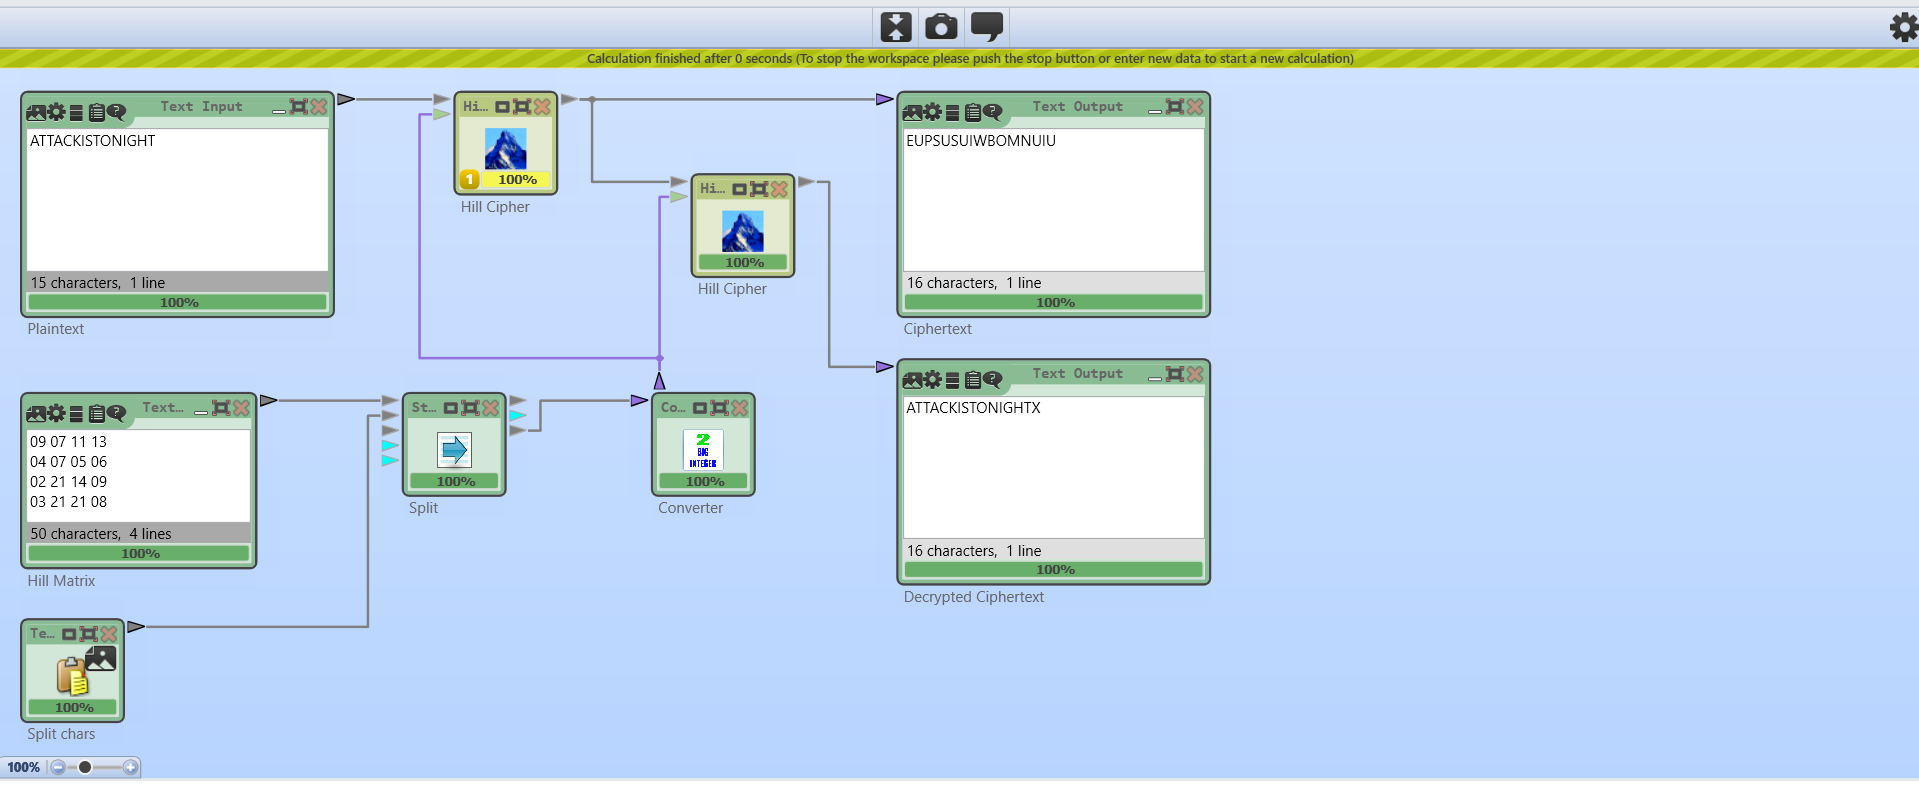 Calculation finished after 0 seconds (To stop the workspace please push the stop button or enter new data to start a new calculation)
Text Input
ATTACKISTONIGHT
15 characters, 1 line
100%
Plaintext
Hi...
1
100%
Hill Cipher
Hi...
100%
Hill Cipher
Text Output
EUPSUSUIWBOMNUIU
16 characters, 1 line
100%
Ciphertext
Text...
09 07 11 13
04 07 05 06
02 21 14 09
03 21 21 08
50 characters, 4 lines
100%
Hill Matrix
St...
100%
Split
Co...
2
BIG
INTEGER
100%
Converter
Text Output
ATTACKISTONIGHTX
16 characters, 1 line
100%
Decrypted Ciphertext
Te...
100%
Split chars
100%